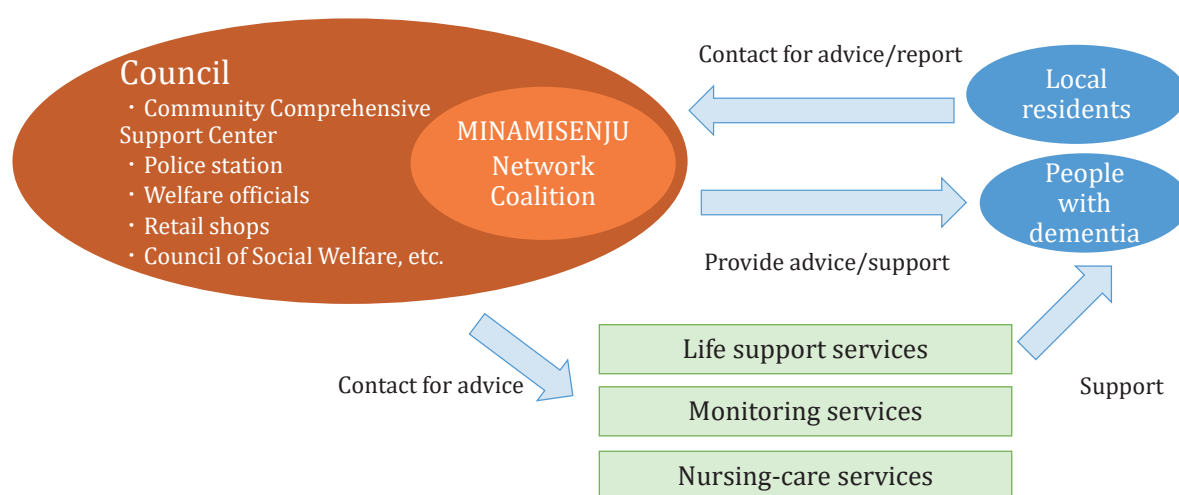 Council
・Community Comprehensive
Support Center
・Police station
・Welfare officials
・Retail shops
・Council of Social Welfare, etc.
MINAMISENJU
Network
Coalition
Contact for advice/report
Local
residents
People
with
dementia
Provide advice/support
Contact for advice
Life support services
Monitoring services
Nursing-care services
Support